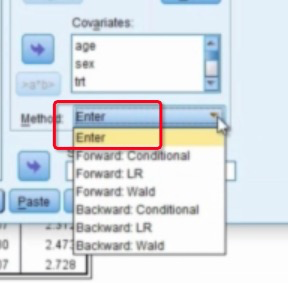 Covariates:
age
sex
trt
>a*b>
Method: Enter
Enter
Forward: Conditional
Forward: LR
Forward: Wald
Backward: Conditional
Backward: LR
Backward: Wald
Paste
2.473
2.728